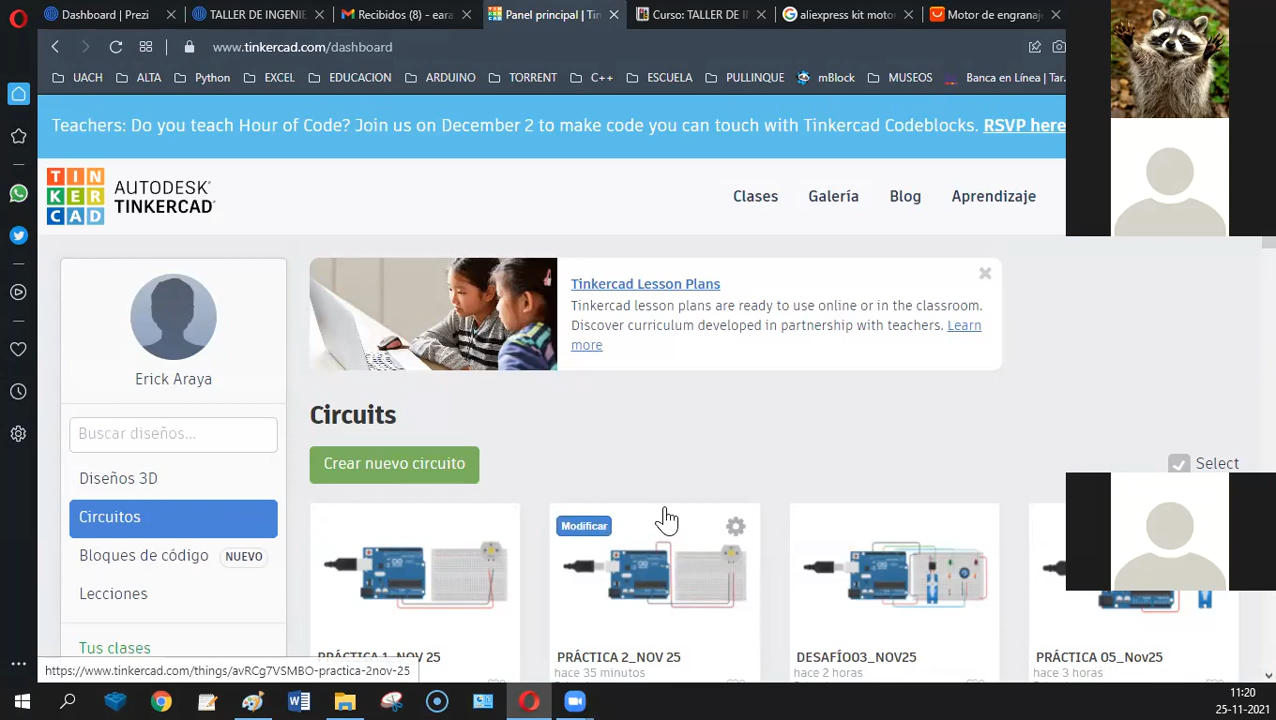 Dashboard | Prezi
TALLER DE INGENIE
Recibidos (8) - eara
Panel principal | Tin
Curso: TALLER DE I
aliexpress kit moto
Motor de engranaj
www.tinkercad.com/dashboard
UACH
ALTA
Python
EXCEL
EDUCACION
ARDUINO
TORRENT
C++
ESCUELA
PULLINQUE
mBlock
MUSEOS
Banca en Línea | Tar.
Teachers: Do you teach Hour of Code? Join us on December 2 to make code you can touch with Tinkercad Codeblocks. RSVP here
TIN
KER
CAD
AUTODESK
TINKERCAD
Clases
Galería
Blog
Aprendizaje
Erick Araya
Buscar diseños...
Diseños 3D
Circuitos
Bloques de código NUEVO
Lecciones
Tus clases
Tinkercad Lesson Plans
Tinkercad lesson plans are ready to use online or in the classroom.
Discover curriculum developed in partnership with teachers. Learn
more
Circuits
Crear nuevo circuito
Select
Modificar
PRÁCTICA 1_NOV 25
PRÁCTICA 2_NOV 25
hace 35 minutos
DESAFÍO03_NOV25
hace 2 horas
PRÁCTICA 05_Nov25
hace 3 horas
https://www.tinkercad.com/things/avRCg7VSMBO-practica-2nov-25
11:20
25-11-2021